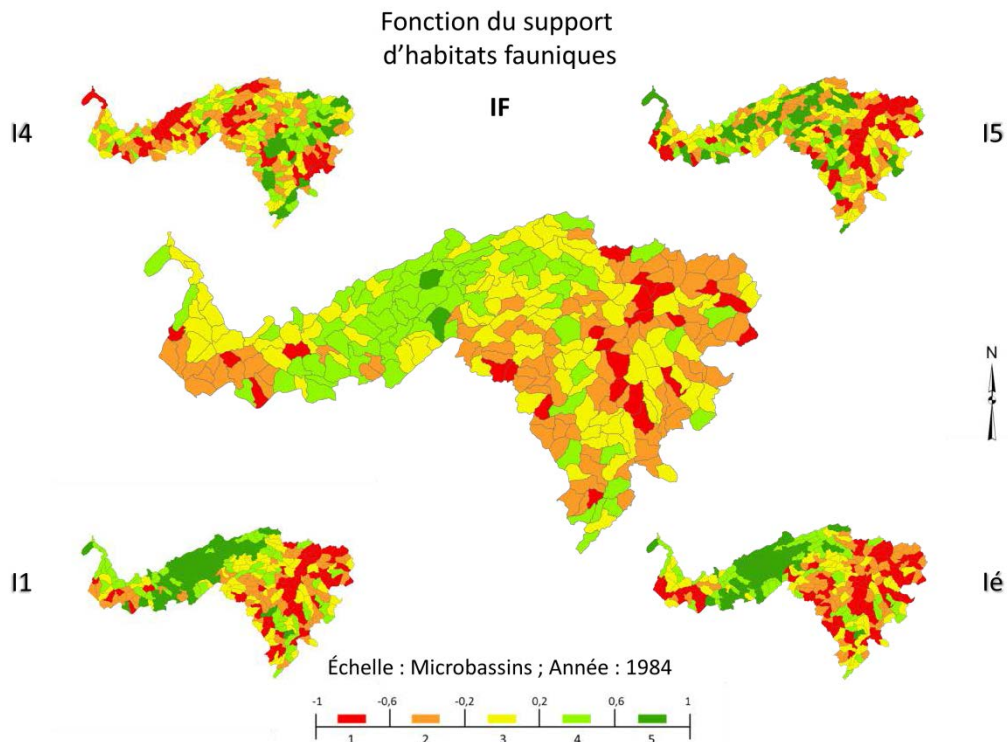 Fonction du support
d'habitats fauniques
IF
I4
I5
N
I1
Ié
Échelle : Microbassins ; Année : 1984
-1 -0,6 -0,2 0,2 0,6 1
1 2 3 4 5